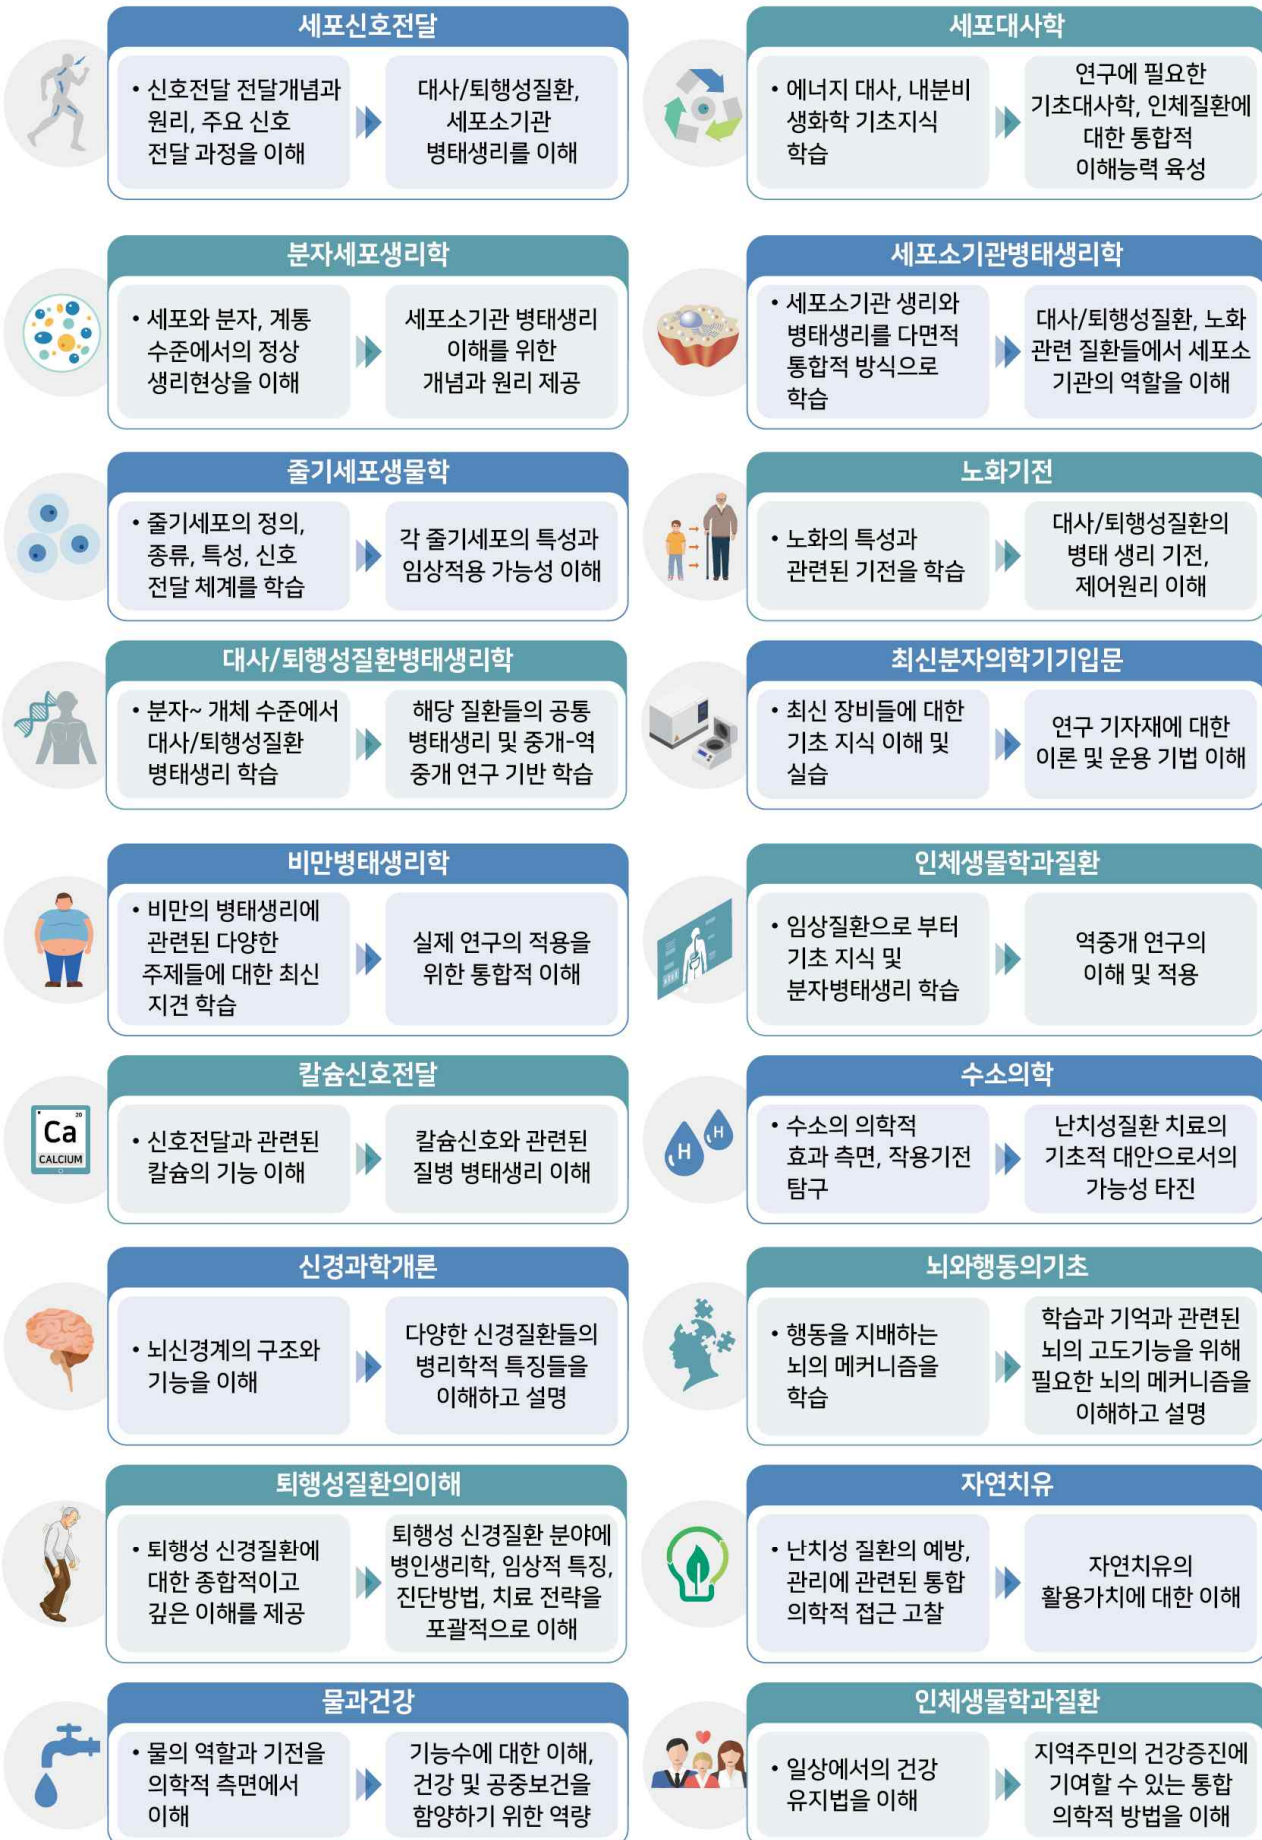 세포신호전달
• 신호전달 전달개념과
원리, 주요 신호
전달 과정을 이해
대사/퇴행성질환,
세포소기관
병태생리를 이해
세포대사학
• 에너지 대사, 내분비
생화학 기초지식
학습
연구에 필요한
기초대사학, 인체질환에
대한 통합적
이해능력 육성
분자세포생리학
• 세포와 분자, 계통
수준에서의 정상
생리현상을 이해
세포소기관 병태생리
이해를 위한
개념과 원리 제공
세포소기관병태생리학
• 세포소기관 생리와
병태생리를 다면적
통합적 방식으로
학습
대사/퇴행성질환, 노화
관련 질환들에서 세포소
기관의 역할을 이해
줄기세포생물학
• 줄기세포의 정의,
종류, 특성, 신호
전달 체계를 학습
각 줄기세포의 특성과
임상적용 가능성 이해
노화기전
• 노화의 특성과
관련된 기전을 학습
대사/퇴행성질환의
병태 생리 기전,
제어원리 이해
대사/퇴행성질환병태생리학
• 분자~ 개체 수준에서
대사/퇴행성질환
병태생리 학습
해당 질환들의 공통
병태생리 및 중개-역
중개 연구 기반 학습
최신분자의학기기입문
• 최신 장비들에 대한
기초 지식 이해 및
실습
연구 기자재에 대한
이론 및 운용 기법 이해
비만병태생리학
• 비만의 병태생리에
관련된 다양한
주제들에 대한 최신
지견 학습
실제 연구의 적용을
위한 통합적 이해
인체생물학과질환
• 임상질환으로 부터
기초 지식 및
분자병태생리 학습
역중개 연구의
이해 및 적용
칼슘신호전달
20
Ca
CALCIUM
• 신호전달과 관련된
칼슘의 기능 이해
칼슘신호와 관련된
질병 병태생리 이해
수소의학
H
H
• 수소의 의학적
효과 측면, 작용기전
탐구
난치성질환 치료의
기초적 대안으로서의
가능성 타진
신경과학개론
• 뇌신경계의 구조와
기능을 이해
다양한 신경질환들의
병리학적 특징들을
이해하고 설명
뇌와행동의기초
• 행동을 지배하는
뇌의 메커니즘을
학습
학습과 기억과 관련된
뇌의 고도기능을 위해
필요한 뇌의 메커니즘을
이해하고 설명
퇴행성질환의이해
• 퇴행성 신경질환에
대한 종합적이고
깊은 이해를 제공
퇴행성 신경질환 분야에
병인생리학, 임상적 특징,
진단방법, 치료 전략을
포괄적으로 이해
자연치유
• 난치성 질환의 예방,
관리에 관련된 통합
의학적 접근 고찰
자연치유의
활용가치에 대한 이해
물과건강
• 물의 역할과 기전을
의학적 측면에서
이해
기능수에 대한 이해,
건강 및 공중보건을
함양하기 위한 역량
인체생물학과질환
• 일상에서의 건강
유지법을 이해
지역주민의 건강증진에
기여할 수 있는 통합
의학적 방법을 이해